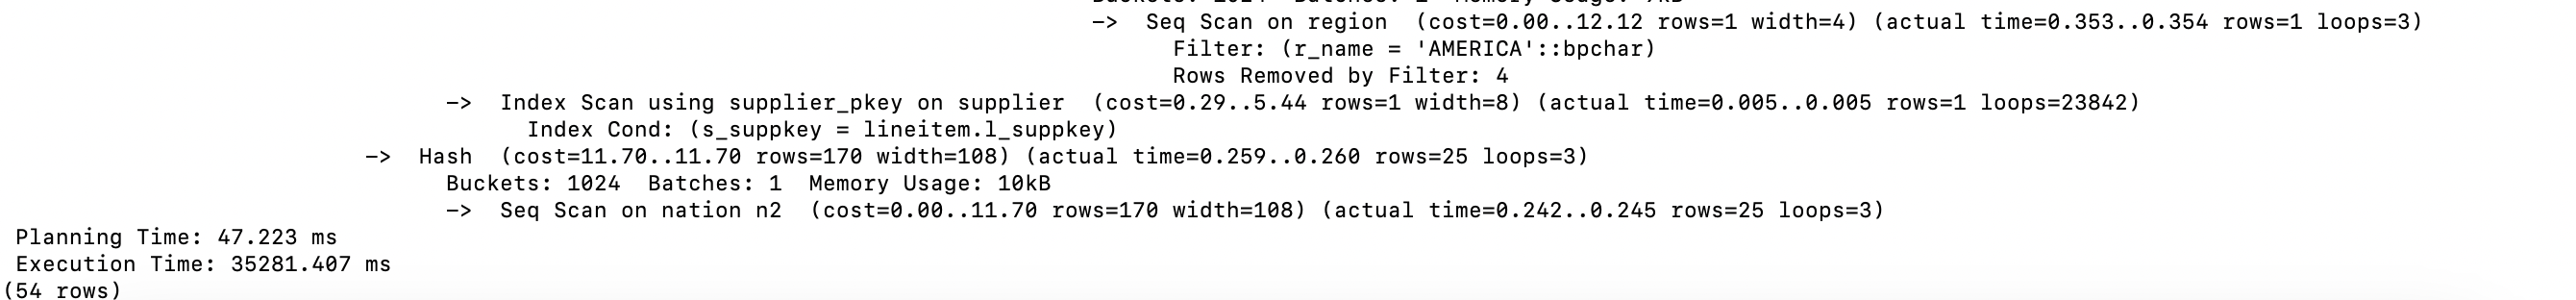 -> Seq Scan on region (cost=0.00..12.12 rows=1 width=4) (actual time=0.353..0.354 rows=1 loops=3)
Filter: (r_name = 'AMERICA'::bpchar)
Rows Removed by Filter: 4
-> Index Scan using supplier_pkey on supplier (cost=0.29..5.44 rows=1 width=8) (actual time=0.005..0.005 rows=1 loops=23842)
Index Cond: (s_suppkey = lineitem.l_suppkey)
-> Hash (cost=11.70..11.70 rows=170 width=108) (actual time=0.259..0.260 rows=25 loops=3)
Buckets: 1024 Batches: 1 Memory Usage: 10kB
-> Seq Scan on nation n2 (cost=0.00..11.70 rows=170 width=108) (actual time=0.242..0.245 rows=25 loops=3)
Planning Time: 47.223 ms
Execution Time: 35281.407 ms
(54 rows)